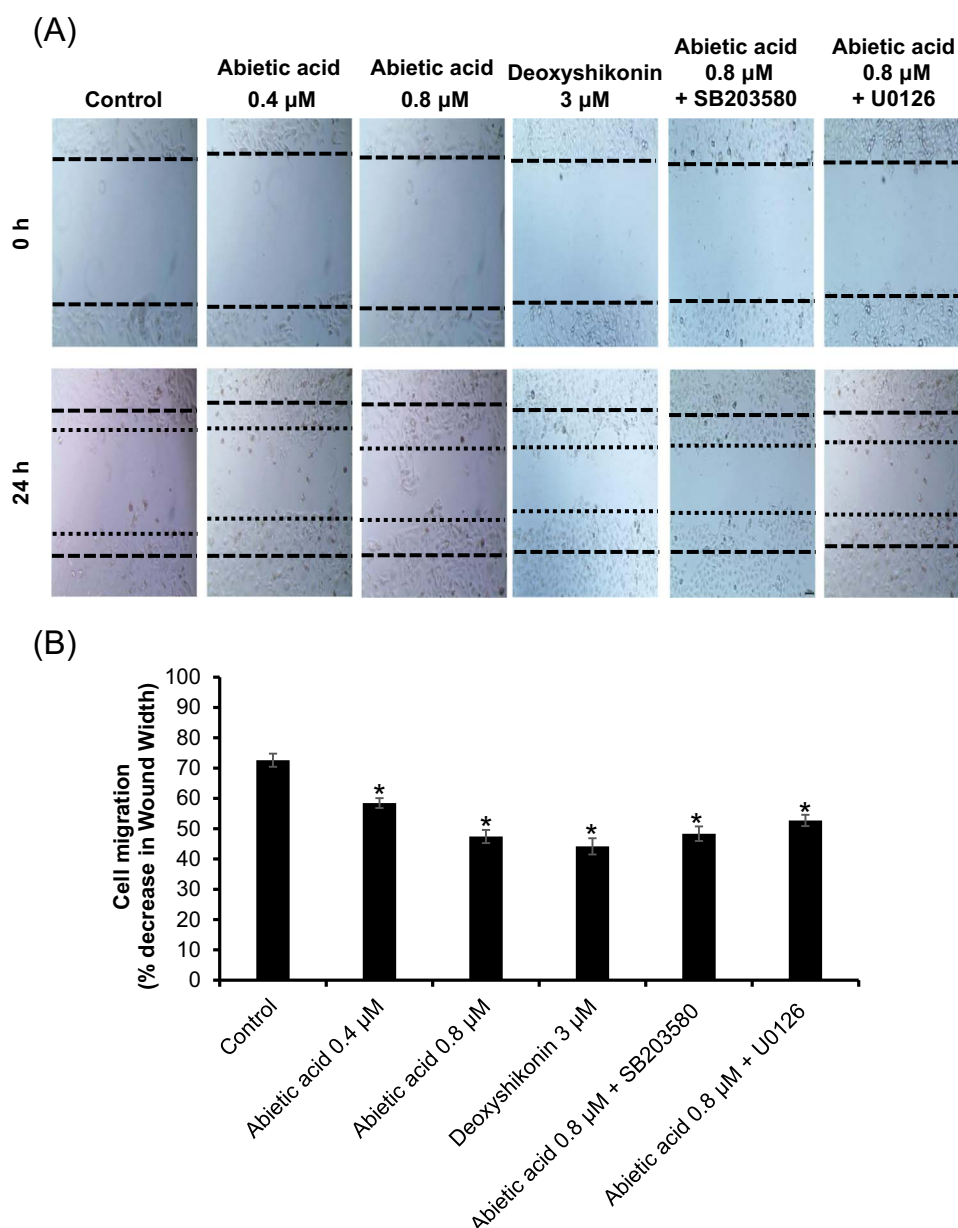 (A)
Control
Abietic acid
0.4 µM
Abietic acid
0.8 µM
Deoxyshikonin
3 µM
Abietic acid
0.8 µM
+ SB203580
Abietic acid
0.8 µM
+ U0126
0 h
24 h
(B)
Cell migration
(% decrease in Wound Width)
100
90
80
70
60
50
40
30
20
10
0
*
*
*
*
*
Control
Abietic acid 0.4 µM
Abietic acid 0.8 µM
Deoxyshikonin 3 µM
Abietic acid 0.8 µM + SB203580
Abietic acid 0.8 µM + U0126